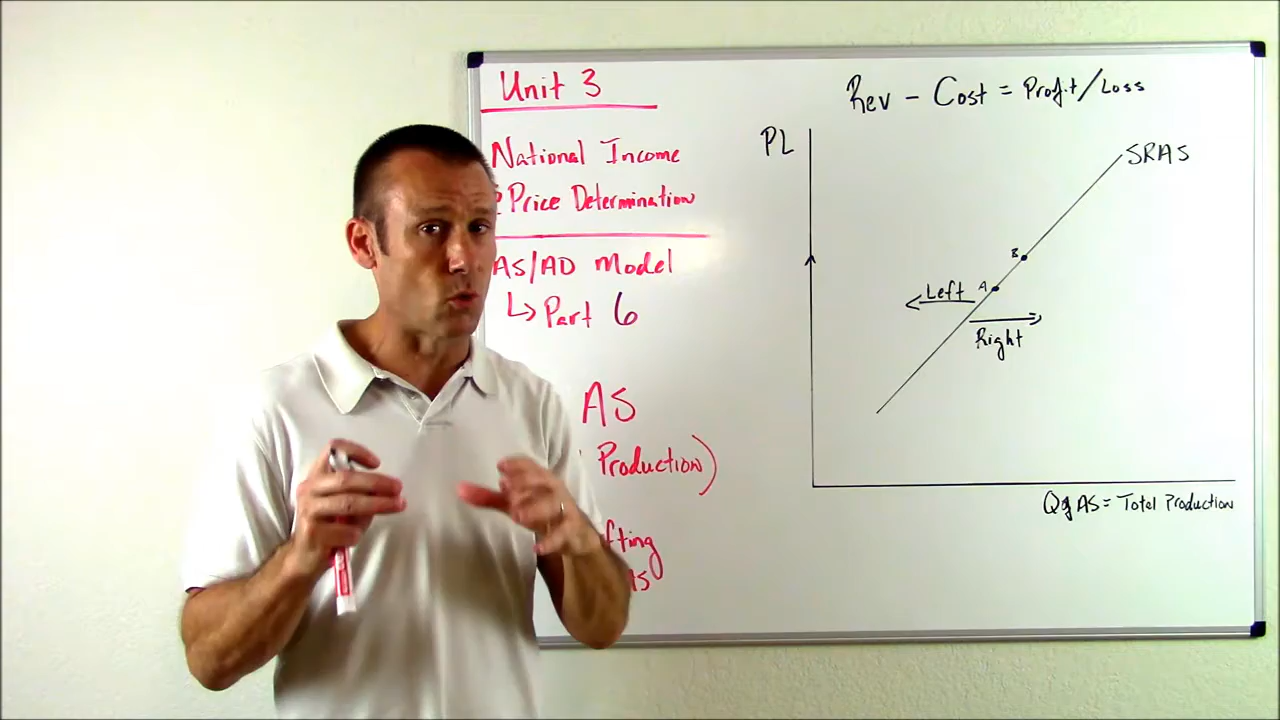 Unit 3
National Income
Price Determination
AS/AD Model
↳ Part 6
AS
Production)
Rev - Cost = Profit/Loss
PL
SRAS
B
A
Left
Right
Q of AS = Total Production